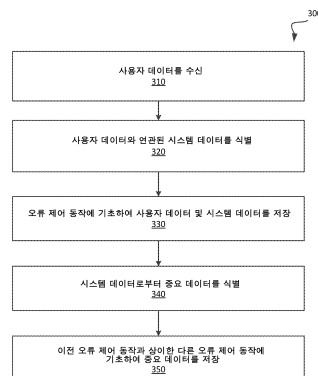 300
사용자 데이터를 수신
310
사용자 데이터와 연관된 시스템 데이터를 식별
320
오류 제어 동작에 기초하여 사용자 데이터 및 시스템 데이터를 저장
330
시스템 데이터로부터 중요 데이터를 식별
340
이전 오류 제어 동작과 상이한 다른 오류 제어 동작에
기초하여 중요 데이터를 저장
350